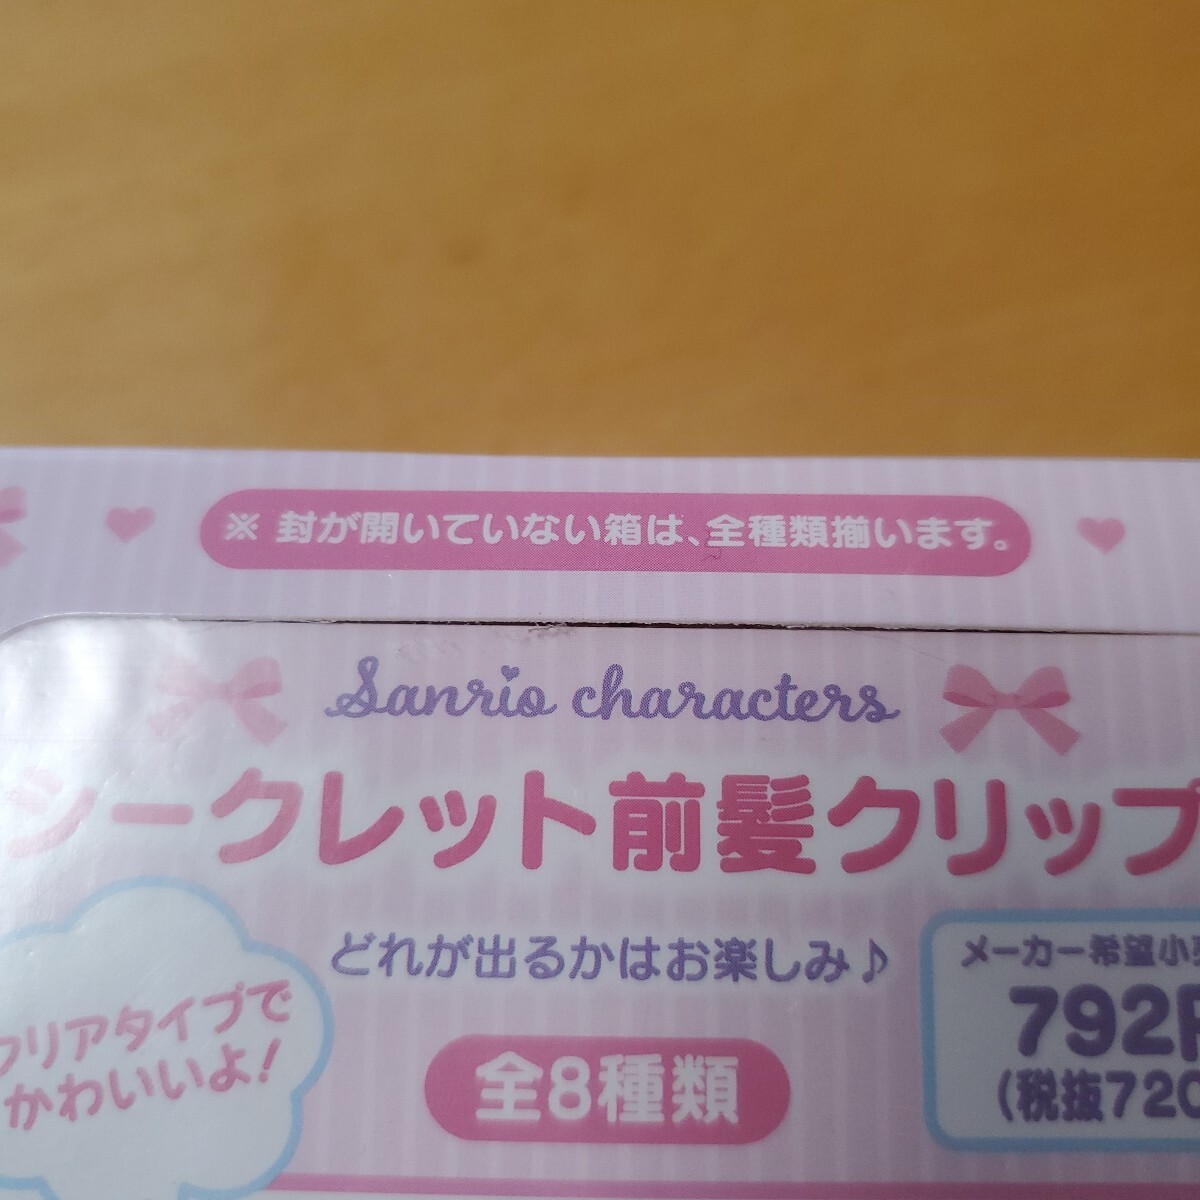 ※ 封が開いていない箱は、全種類揃います。
Sanrio characters
シークレット前髪クリップ
どれが出るかはお楽しみ♪
メーカー希望小
792
(税抜720
クリアタイプで
かわいいよ!
全8種類